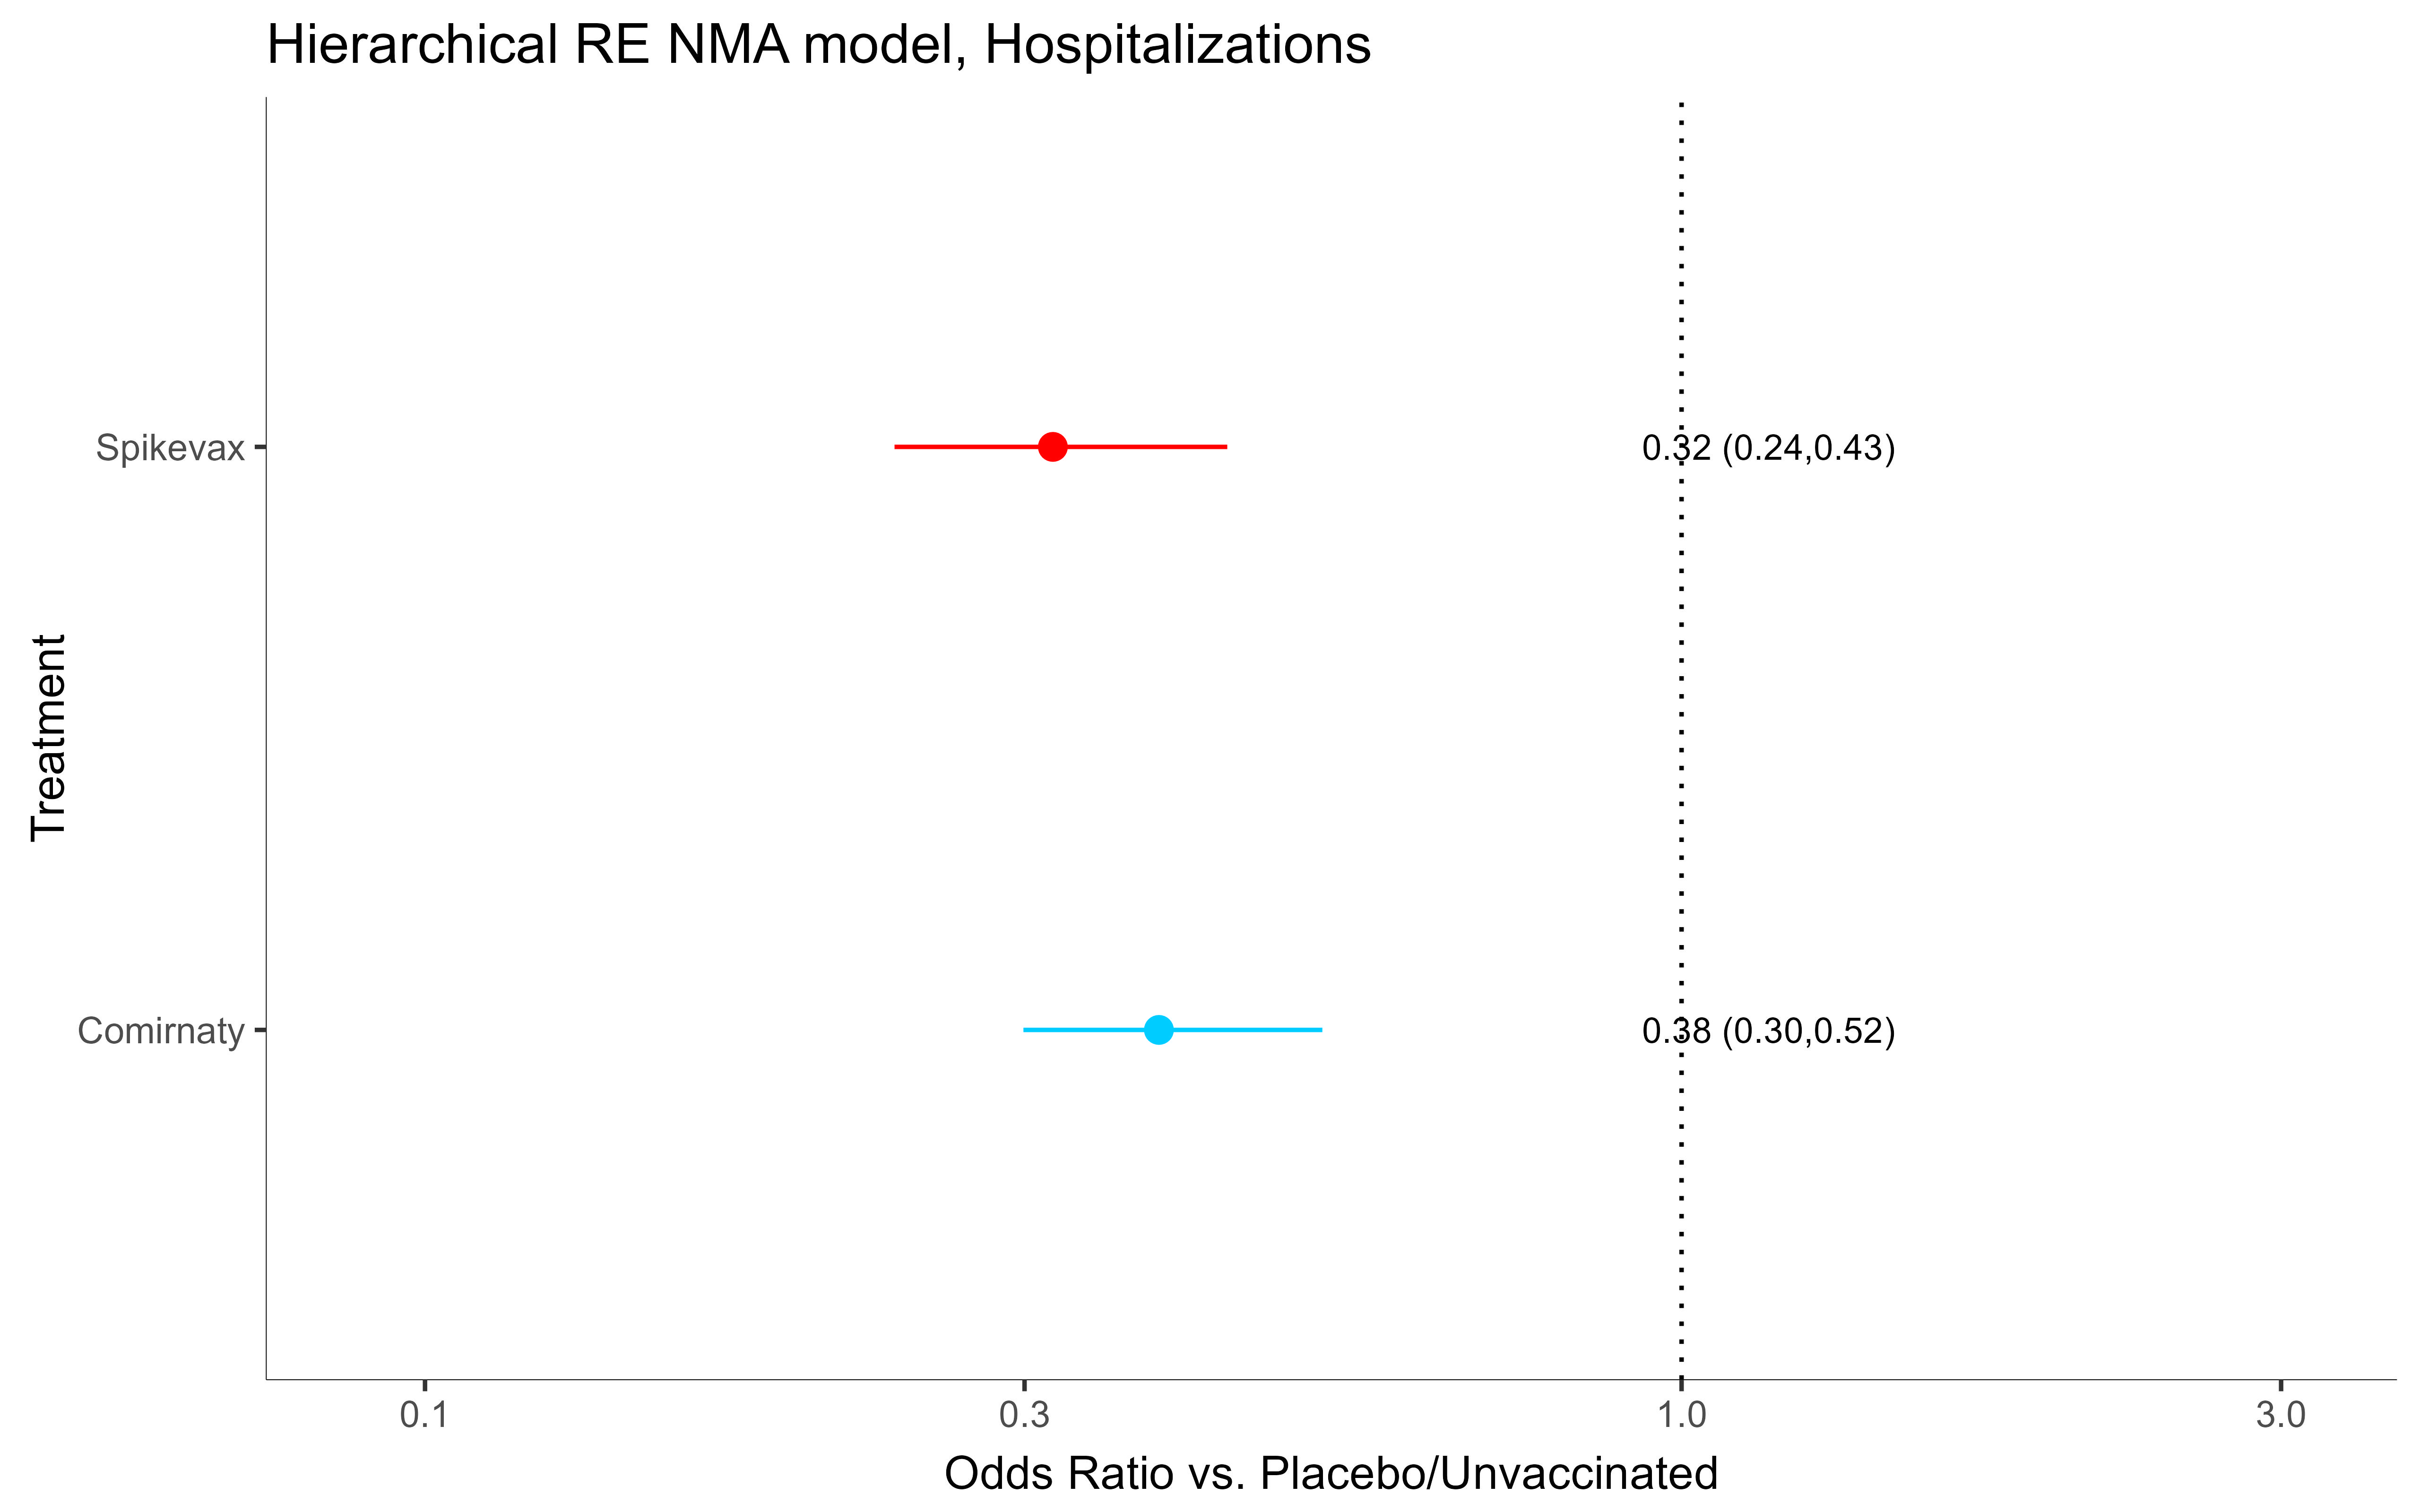 Hierarchical RE NMA model, Hospitalizations
Treatment
Spikevax
0.32 (0.24,0.43)
Comirnaty
0.38 (0.30,0.52)
0.1
0.3
1.0
3.0
Odds Ratio vs. Placebo/Unvaccinated